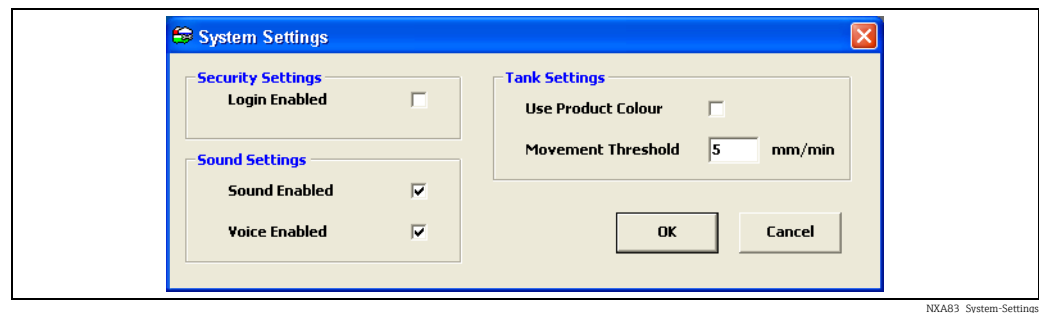 System Settings
Security Settings
Login Enabled
Sound Settings
Sound Enabled
Voice Enabled
Tank Settings
Use Product Colour
Movement Threshold 5 mm/min
OK Cancel
NXA83_System-Settings